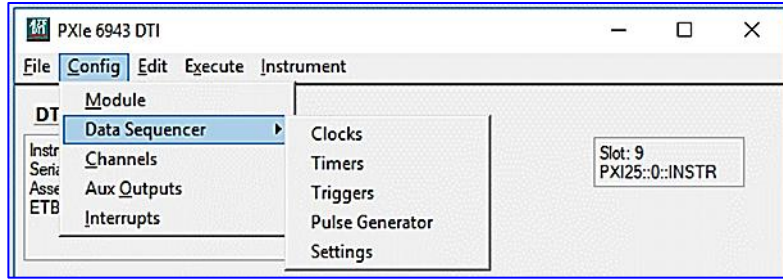 PXIe 6943 DTI
File Config Edit Execute Instrument
DT
Instr
Seria
Asse
ETB
Module
Data Sequencer
Channels
Aux Outputs
Interrupts
Clocks
Timers
Triggers
Pulse Generator
Settings
Slot: 9
PXI25::0::INSTR